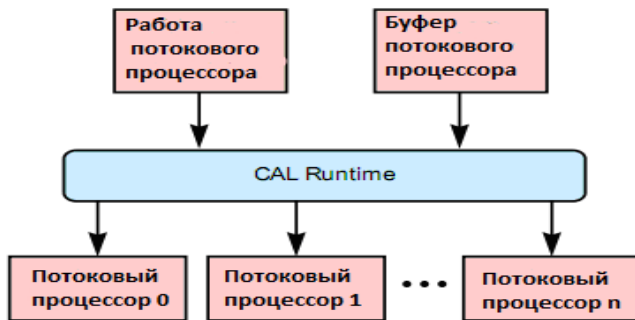 Работа
потокового
процессора
Буфер
потокового
процессора
CAL Runtime
Потоковый
процессор 0
Потоковый
процессор 1
Потоковый
процессор n